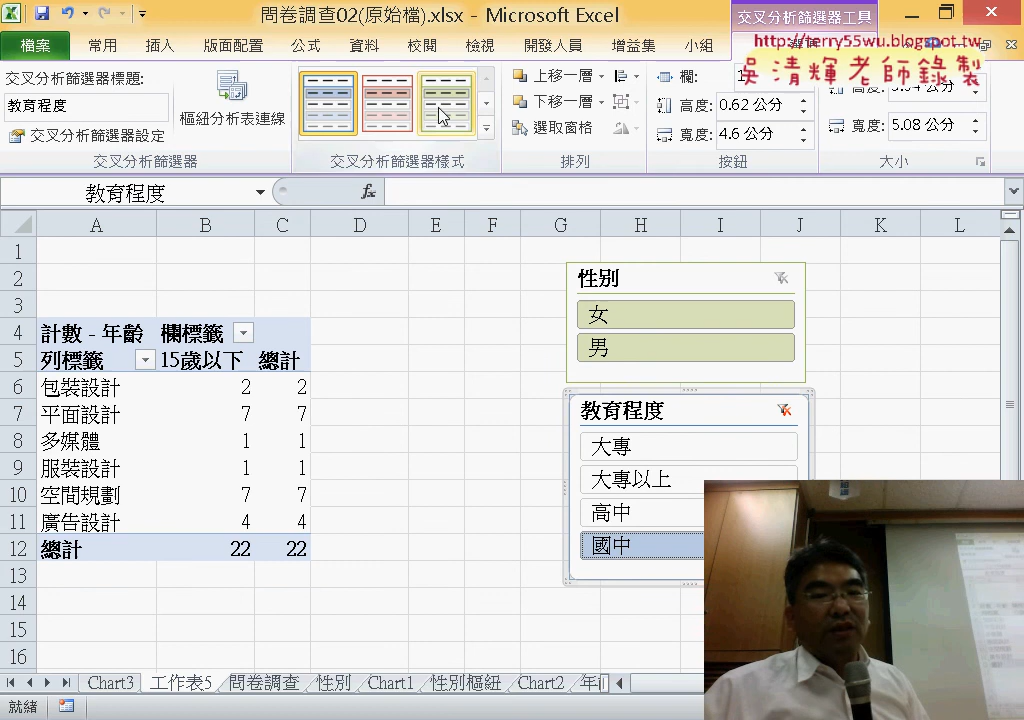 問卷調查02(原始檔).xlsx - Microsoft Excel
交叉分析篩選器工具
檔案 常用 插入 版面配置 公式 資料 校閱 檢視 開發人員 增益集 小組
http://terry55wu.blogspot.tw
吳清輝老師錄製
交叉分析篩選器標題:
教育程度
交叉分析篩選器設定
交叉分析篩選器
樞紐分析表連線
交叉分析篩選器樣式
上移一層
下移一層
選取窗格
排列
欄: 1
高度: 0.62 公分
寬度: 4.6 公分
按鈕
寬度: 5.08 公分
大小
教育程度 fx
A B C D E F G H I J K L
1
2
3
4 計數 - 年齡 欄標籤
5 列標籤 15歲以下 總計
6 包裝設計 2 2
7 平面設計 7 7
8 多媒體 1 1
9 服裝設計 1 1
10 空間規劃 7 7
11 廣告設計 4 4
12 總計 22 22
13
14
15
16
性別
女
男
教育程度
大專
大專以上
高中
國中
Chart3 工作表5 問卷調查 性別 Chart1 性別樞紐 Chart2
就緒